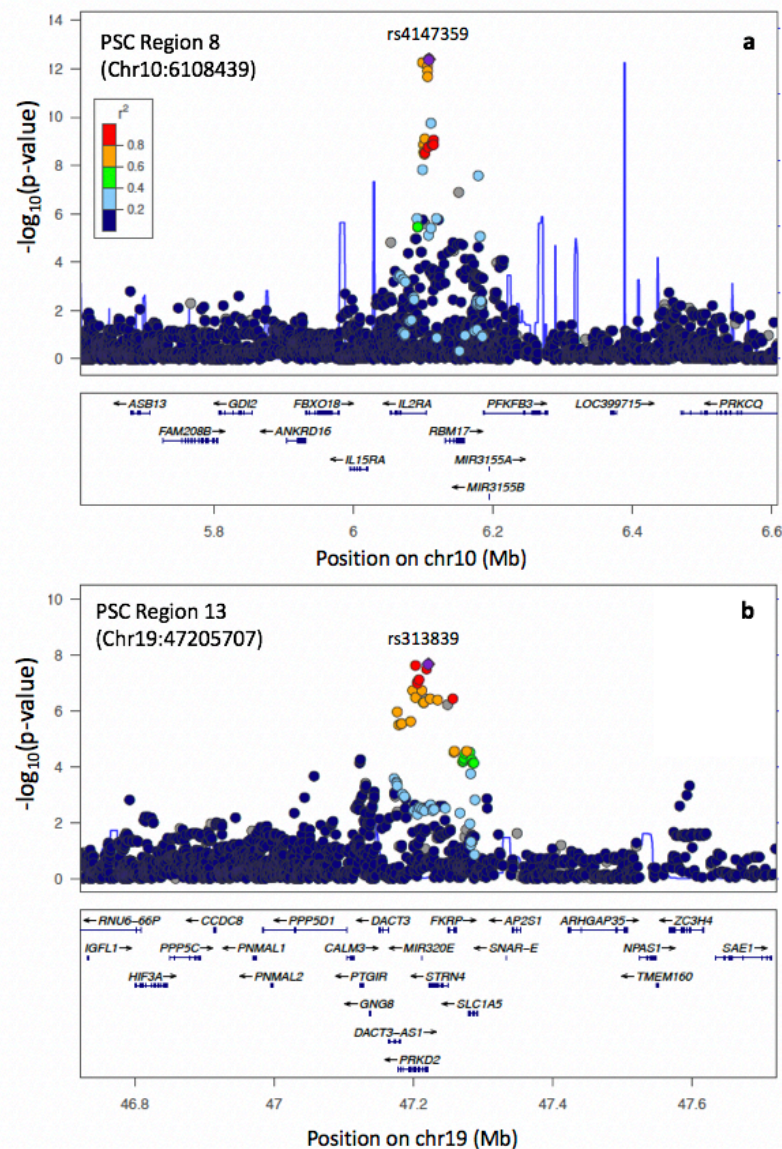 PSC Region 8
(Chr10:6108439)
rs4147359
a
r²
0.8
0.6
0.4
0.2
14
12
10
8
6
4
2
0
-log₁₀(p-value)
←ASB13
←GDI2
FBXO18→
←IL2RA
PFKFB3→
LOC399715→
←PRKCQ
FAM208B→
←ANKRD16
RBM17→
←IL15RA
MIR3155A→
←MIR3155B
5.8
6
6.2
6.4
6.6
Position on chr10 (Mb)
PSC Region 13
(Chr19:47205707)
rs313839
b
10
8
6
4
2
0
-log₁₀(p-value)
←RNU6-66P
←CCDC8
←PPP5D1
←DACT3
FKRP→
←AP2S1
ARHGAP35→
←ZC3H4
IGFL1→
PPP5C→
←PNMAL1
CALM3→
←MIR320E
←SNAR-E
NPAS1→
SAE1→
HIF3A→
←PNMAL2
←PTGIR
←STRN4
←TMEM160
←GNG8
←SLC1A5
DACT3-AS1→
←PRKD2
46.8
47
47.2
47.4
47.6
Position on chr19 (Mb)